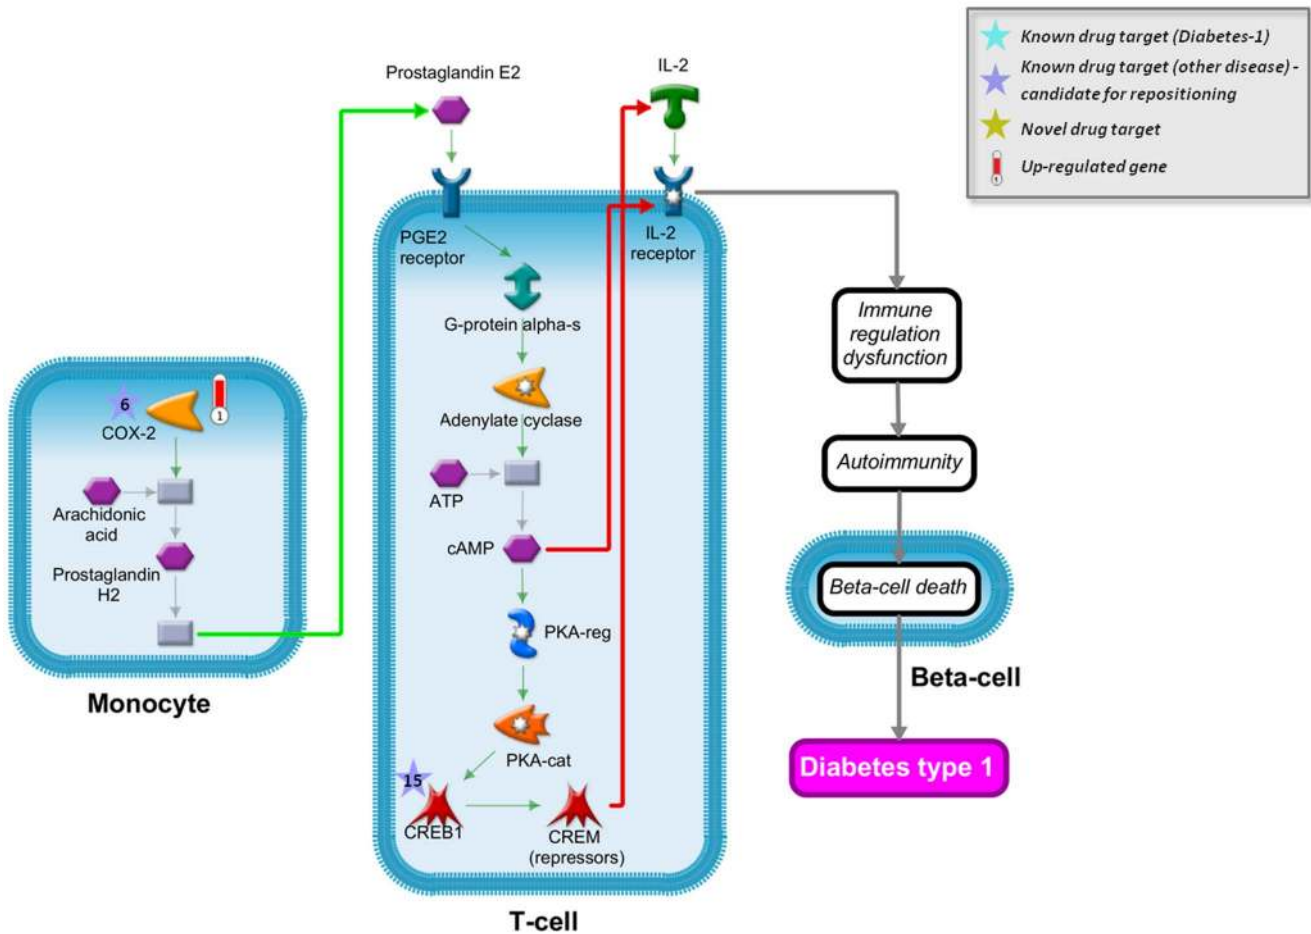 Known drug target (Diabetes-1)
Known drug target (other disease) -
candidate for repositioning
Novel drug target
1
Up-regulated gene
Prostaglandin E2
IL-2
PGE2
receptor
IL-2
receptor
G-protein alpha-s
Adenylate cyclase
ATP
cAMP
PKA-reg
PKA-cat
15
CREB1
CREM
(repressors)
T-cell
6
1
COX-2
Arachidonic
acid
Prostaglandin
H2
Monocyte
Immune
regulation
dysfunction
Autoimmunity
Beta-cell death
Beta-cell
Diabetes type 1